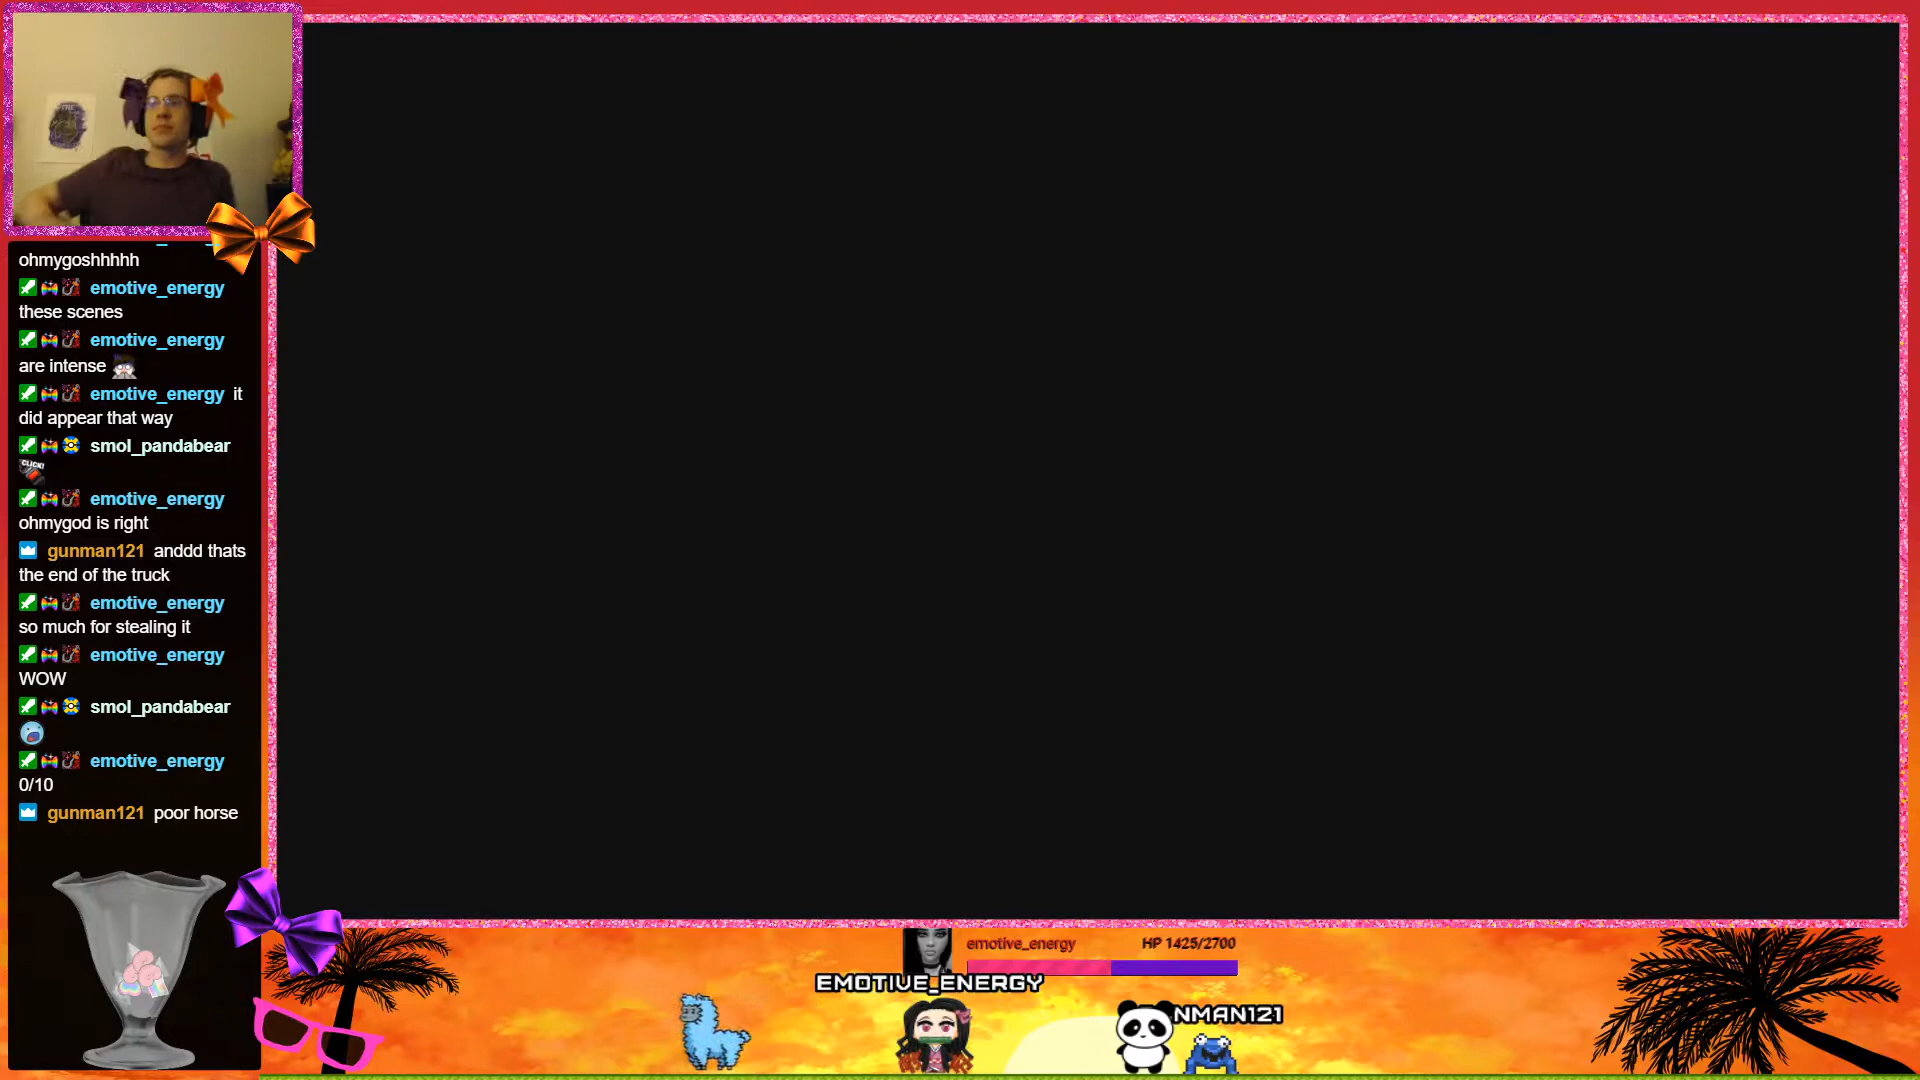 ohmygoshhhhh
emotive_energy
these scenes
emotive_energy
are intense
emotive_energy it
did appear that way
smol_pandabear
CLICK!
emotive_energy
ohmygod is right
gunman121 anddd thats
the end of the truck
emotive_energy
so much for stealing it
emotive_energy
WOW
smol_pandabear
emotive_energy
0/10
gunman121 poor horse
emotive_energy HP 1425/2700
EMOTIVE_ENERGY
NMAN121